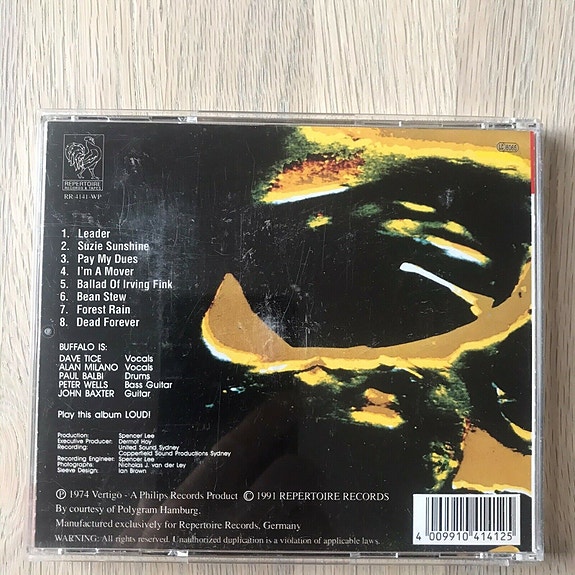 REPERTOIRE
RECORDS & TAPES
RR 4141-WP
1. Leader
2. Suzie Sunshine
3. Pay My Dues
4. I'm A Mover
5. Ballad Of Irving Fink
6. Bean Stew
7. Forest Rain
8. Dead Forever
BUFFALO IS:
DAVE TICE Vocals
ALAN MILANO Vocals
PAUL BALBI Drums
PETER WELLS Bass Guitar
JOHN BAXTER Guitar
Play this album LOUD!
Production: Spencer Lee
Executive Producer: Dermot Hoy
Recording: United Sound Sydney
Copperfield Sound Productions Sydney
Recording Engineer: Spencer Lee
Photographs: Nicholas J. van der Ley
Sleeve Design: Ian Brown
Ⓟ 1974 Vertigo - A Philips Records Product © 1991 REPERTOIRE RECORDS
By courtesy of Polygram Hamburg.
Manufactured exclusively for Repertoire Records, Germany
WARNING: All rights reserved. Unauthorized duplication is a violation of applicable laws.
4 009910 414125